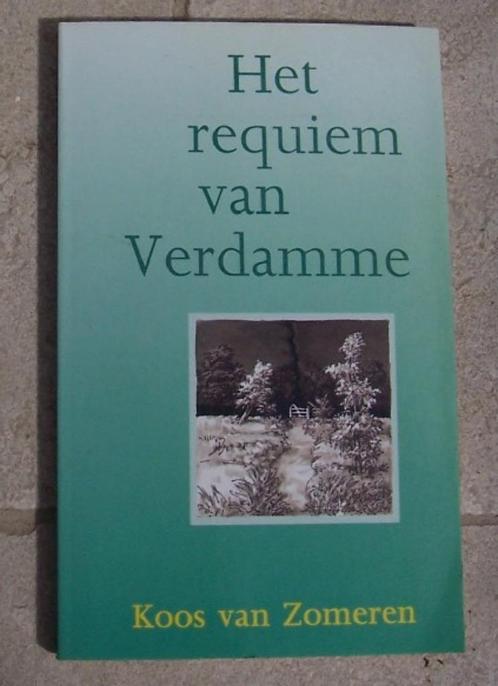 Het
requiem
van
Verdamme
Koos van Zomeren